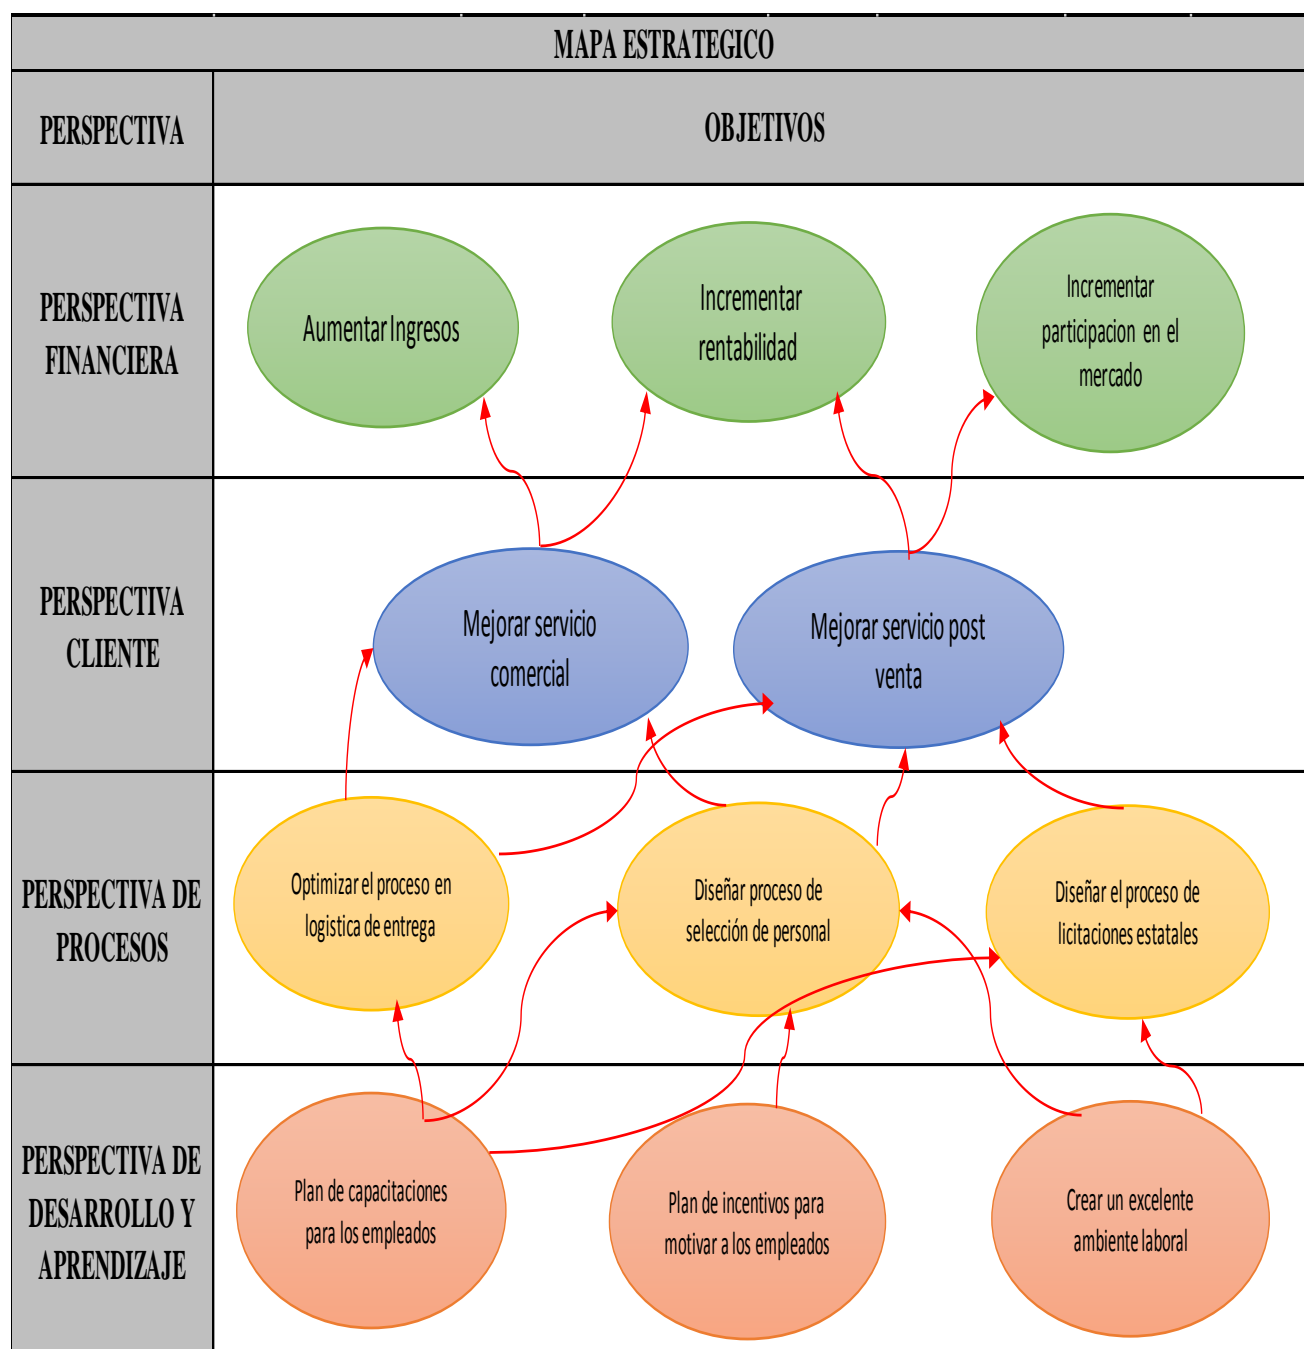 MAPA ESTRATEGICO
PERSPECTIVA
OBJETIVOS
PERSPECTIVA
FINANCIERA
Aumentar Ingresos
Incrementar
rentabilidad
Incrementar
participacion en el
mercado
PERSPECTIVA
CLIENTE
Mejorar servicio
comercial
Mejorar servicio post
venta
PERSPECTIVA DE
PROCESOS
Optimizar el proceso en
logistica de entrega
Diseñar proceso de
selección de personal
Diseñar el proceso de
licitaciones estatales
PERSPECTIVA DE
DESARROLLO Y
APRENDIZAJE
Plan de capacitaciones
para los empleados
Plan de incentivos para
motivar a los empleados
Crear un excelente
ambiente laboral